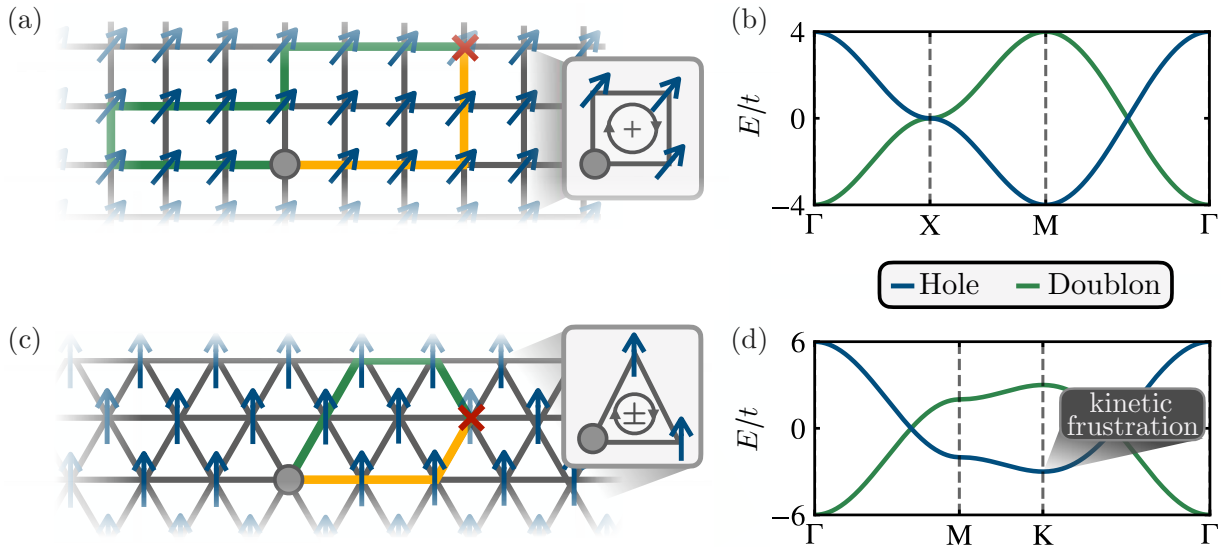 (a)
+
(b)
E/t
4
0
−4
Γ X M Γ
Hole Doublon
(c)
±
(d)
E/t
6
0
−6
kinetic
frustration
Γ M K Γ